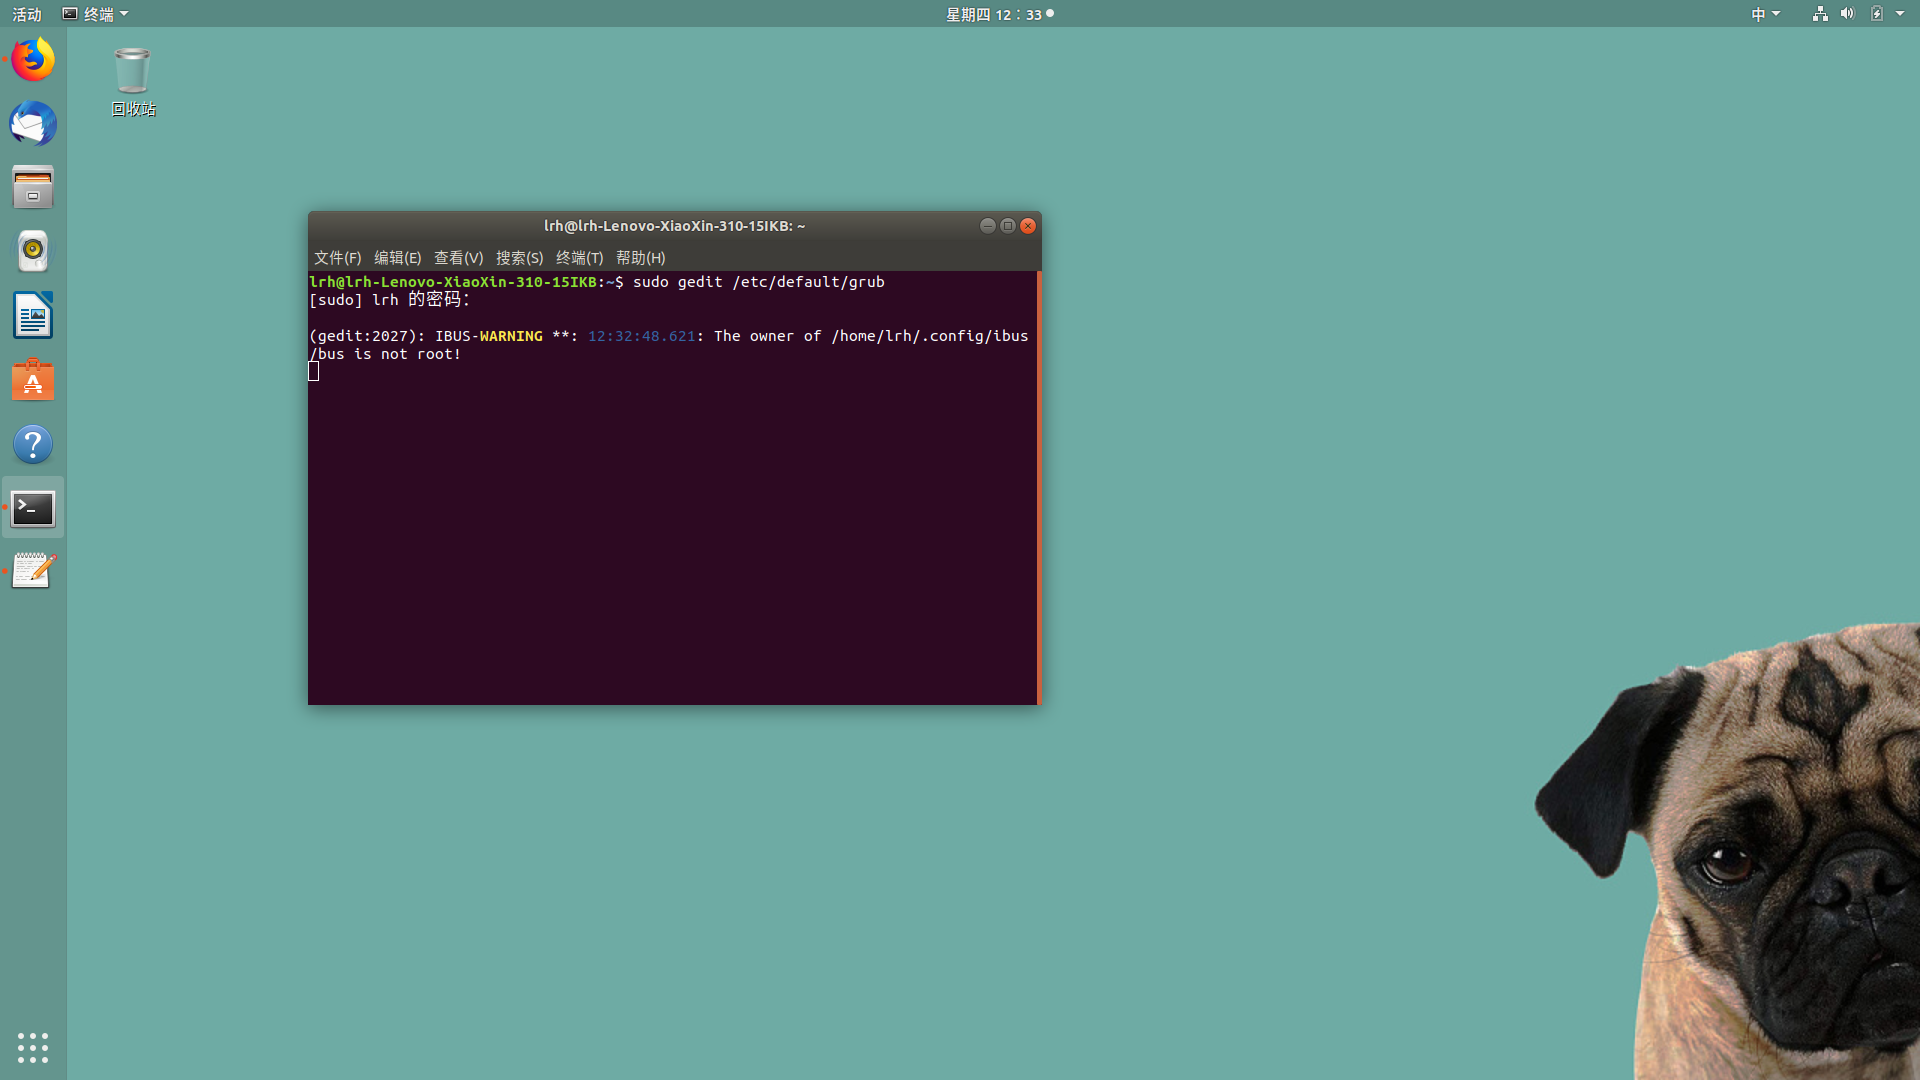 活动 终端 星期四 12：33 中
回收站
lrh@lrh-Lenovo-XiaoXin-310-15IKB: ~
文件(F) 编辑(E) 查看(V) 搜索(S) 终端(T) 帮助(H)
lrh@lrh-Lenovo-XiaoXin-310-15IKB:~$ sudo gedit /etc/default/grub
[sudo] lrh 的密码：
(gedit:2027): IBUS-WARNING **: 12:32:48.621: The owner of /home/lrh/.config/ibus
/bus is not root!